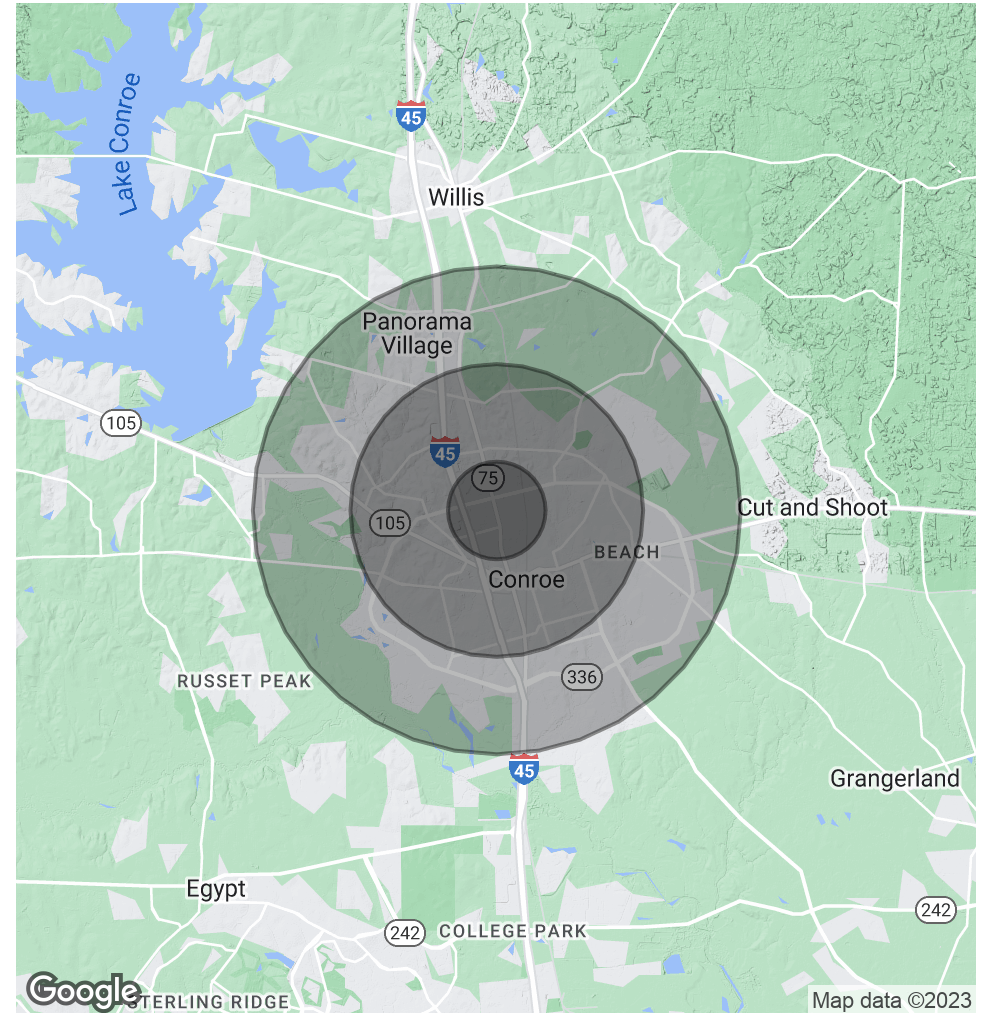 Lake Conroe
45
Willis
Panorama
Village
105
45
75
Cut and Shoot
105
BEACH
Conroe
336
RUSSET PEAK
45
Grangerland
Egypt
242
242
COLLEGE PARK
Google
STERLING RIDGE
Map data ©2023